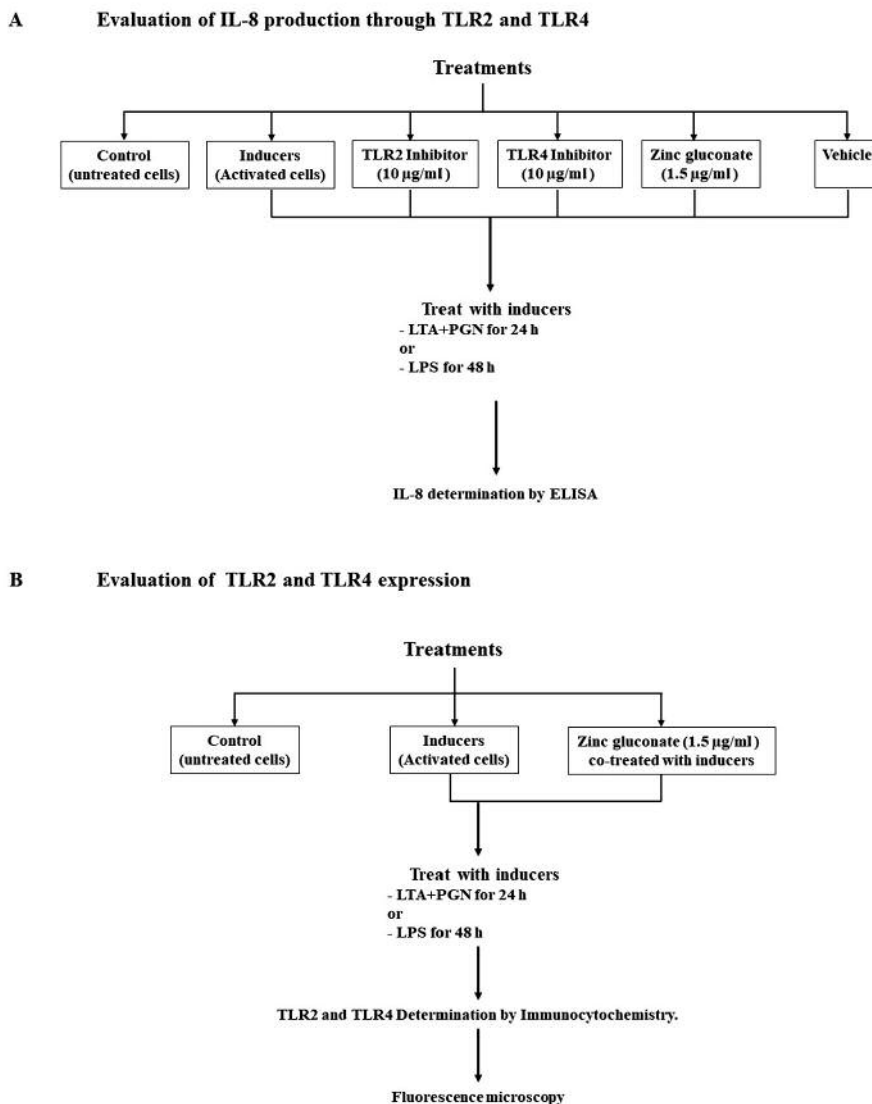 A Evaluation of IL-8 production through TLR2 and TLR4
Treatments
Control
(untreated cells)
Inducers
(Activated cells)
TLR2 Inhibitor
(10 µg/ml)
TLR4 Inhibitor
(10 µg/ml)
Zinc gluconate
(1.5 µg/ml)
Vehicle
Treat with inducers
- LTA+PGN for 24 h
or
- LPS for 48 h
IL-8 determination by ELISA
B Evaluation of TLR2 and TLR4 expression
Treatments
Control
(untreated cells)
Inducers
(Activated cells)
Zinc gluconate (1.5 µg/ml)
co-treated with inducers
Treat with inducers
- LTA+PGN for 24 h
or
- LPS for 48 h
TLR2 and TLR4 Determination by Immunocytochemistry.
Fluorescence microscopy